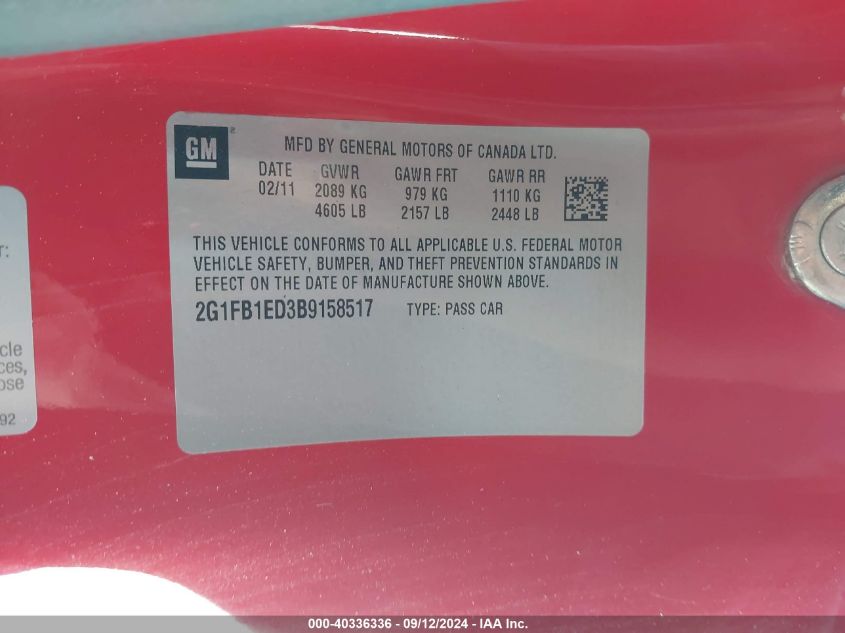 GM
MFD BY GENERAL MOTORS OF CANADA LTD.
DATE GVWR GAWR FRT GAWR RR
02/11 2089 KG 979 KG 1110 KG
4605 LB 2157 LB 2448 LB
THIS VEHICLE CONFORMS TO ALL APPLICABLE U.S. FEDERAL MOTOR
VEHICLE SAFETY, BUMPER, AND THEFT PREVENTION STANDARDS IN
EFFECT ON THE DATE OF MANUFACTURE SHOWN ABOVE.
2G1FB1ED3B9158517 TYPE: PASS CAR
92
000-40336336 - 09/12/2024 - IAA Inc.